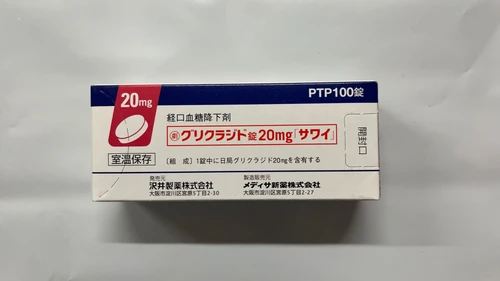 PTP100錠
20mg
経口血糖降下剤
劇 グリクラジド錠20mg「サワイ」
開封口
室温保存
〔組 成〕1錠中に日局グリクラジド20mgを含有する
発売元
沢井製薬株式会社
大阪市淀川区宮原5丁目2-30
製造販売元
メディサ新薬株式会社
大阪市淀川区宮原5丁目2-27